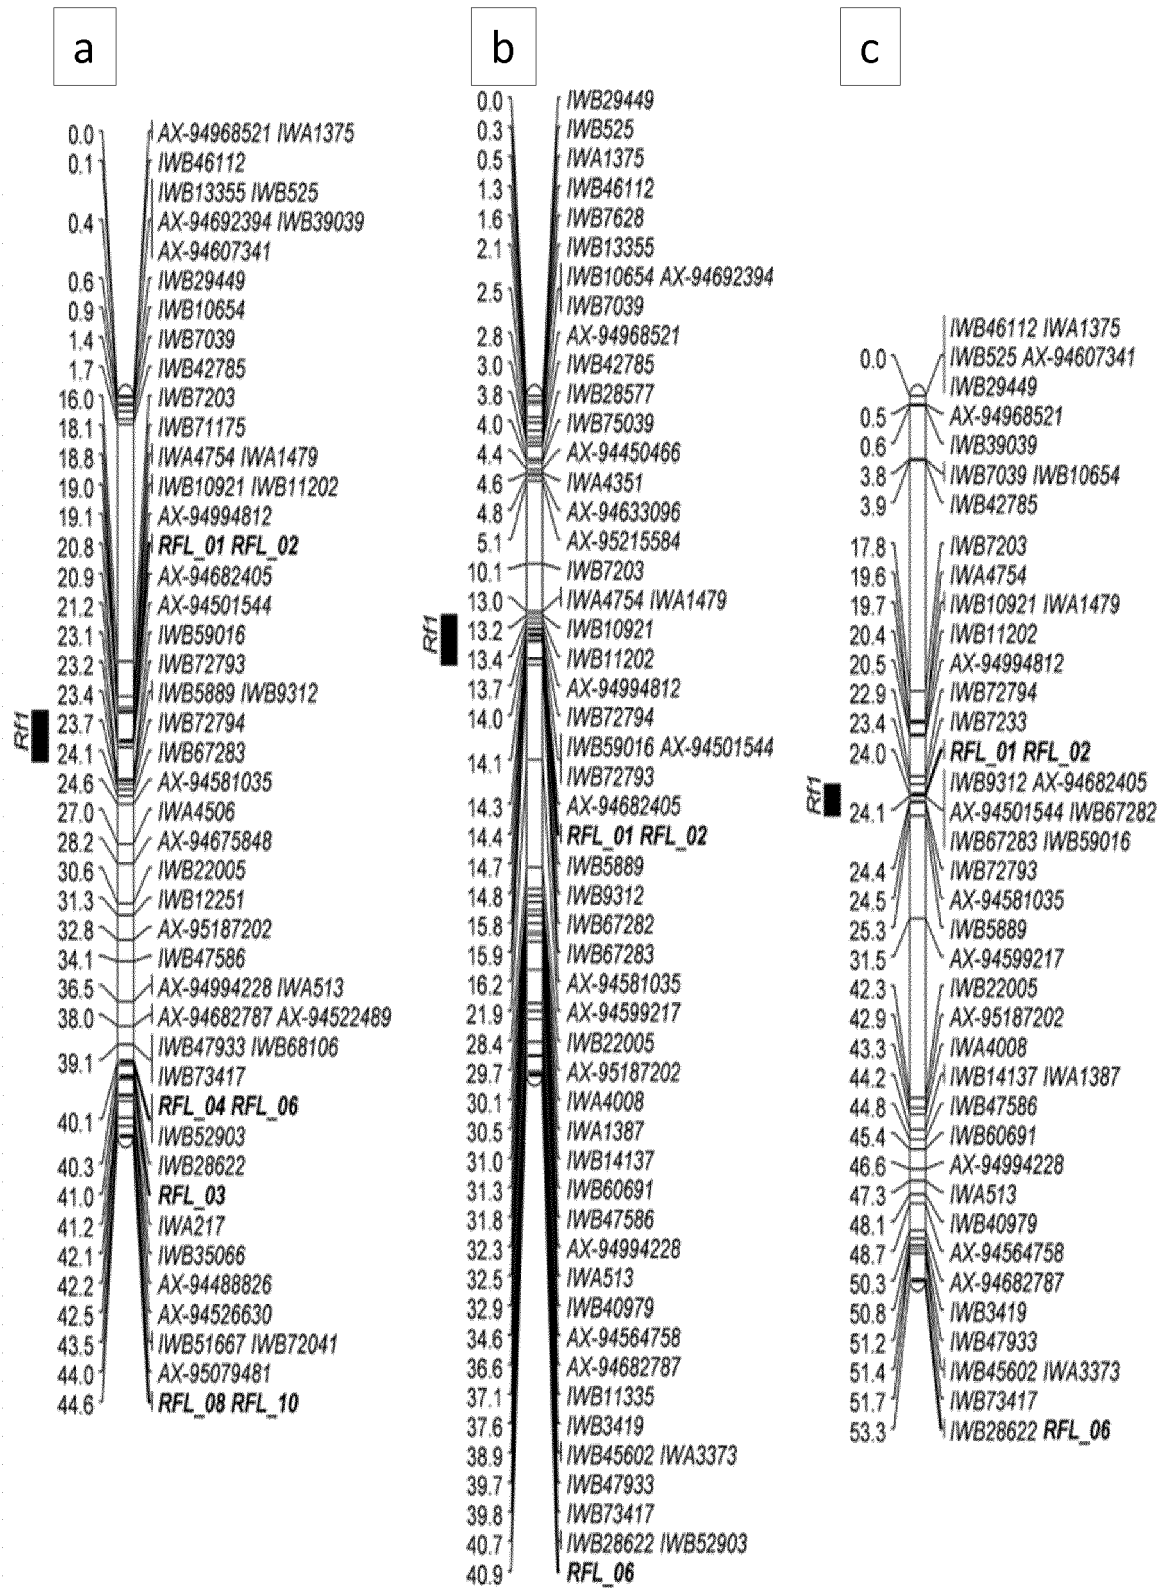 a
0.0 AX-94968521 IWA1375
0.1 IWB46112
IWB13355 IWB525
0.4 AX-94692394 IWB39039
AX-94607341
0.6 IWB29449
0.9 IWB10654
1.4 IWB7039
1.7 IWB42785
16.0 IWB7203
18.1 IWB71175
18.8 IWA4754 IWA1479
19.0 IWB10921 IWB11202
19.1 AX-94994812
20.8 RFL_01 RFL_02
20.9 AX-94682405
21.2 AX-94501544
23.1 IWB59016
23.2 IWB72793
23.4 IWB5889 IWB9312
Rf1
23.7 IWB72794
24.1 IWB67283
24.6 AX-94581035
27.0 IWA4506
28.2 AX-94675848
30.6 IWB22005
31.3 IWB12251
32.8 AX-95187202
34.1 IWB47586
36.5 AX-94994228 IWA513
38.0 AX-94682787 AX-94522489
39.1 IWB47933 IWB68106
IWB73417
RFL_04 RFL_06
40.1 IWB52903
40.3 IWB28622
41.0 RFL_03
41.2 IWA217
42.1 IWB35066
42.2 AX-94488826
42.5 AX-94526630
43.5 IWB51667 IWB72041
44.0 AX-95079481
44.6 RFL_08 RFL_10
b
0.0 IWB29449
0.3 IWB525
0.5 IWA1375
1.3 IWB46112
1.6 IWB7628
2.1 IWB13355
IWB10654 AX-94692394
2.5 IWB7039
2.8 AX-94968521
3.0 IWB42785
3.8 IWB28577
4.0 IWB75039
4.4 AX-94450466
4.6 IWA4351
4.8 AX-94633096
5.1 AX-95215584
10.1 IWB7203
13.0 IWA4754 IWA1479
Rf1
13.2 IWB10921
13.4 IWB11202
13.7 AX-94994812
14.0 IWB72794
IWB59016 AX-94501544
14.1 IWB72793
14.3 AX-94682405
14.4 RFL_01 RFL_02
14.7 IWB5889
14.8 IWB9312
15.8 IWB67282
15.9 IWB67283
16.2 AX-94581035
21.9 AX-94599217
28.4 IWB22005
29.7 AX-95187202
30.1 IWA4008
30.5 IWA1387
31.0 IWB14137
31.3 IWB60691
31.8 IWB47586
32.3 AX-94994228
32.5 IWA513
32.9 IWB40979
34.6 AX-94564758
36.6 AX-94682787
37.1 IWB11335
37.6 IWB3419
38.9 IWB45602 IWA3373
39.7 IWB47933
39.8 IWB73417
40.7 IWB28622 IWB52903
40.9 RFL_06
c
IWB46112 IWA1375
0.0 IWB525 AX-94607341
IWB29449
0.5 AX-94968521
0.6 IWB39039
3.8 IWB7039 IWB10654
3.9 IWB42785
17.8 IWB7203
19.6 IWA4754
19.7 IWB10921 IWA1479
20.4 IWB11202
20.5 AX-94994812
22.9 IWB72794
23.4 IWB7233
24.0 RFL_01 RFL_02
IWB9312 AX-94682405
Rf1
24.1 AX-94501544 IWB67282
IWB67283 IWB59016
24.4 IWB72793
24.5 AX-94581035
25.3 IWB5889
31.5 AX-94599217
42.3 IWB22005
42.9 AX-95187202
43.3 IWA4008
44.2 IWB14137 IWA1387
44.8 IWB47586
45.4 IWB60691
46.6 AX-94994228
47.3 IWA513
48.1 IWB40979
48.7 AX-94564758
50.3 AX-94682787
50.8 IWB3419
51.2 IWB47933
51.4 IWB45602 IWA3373
51.7 IWB73417
53.3 IWB28622 RFL_06